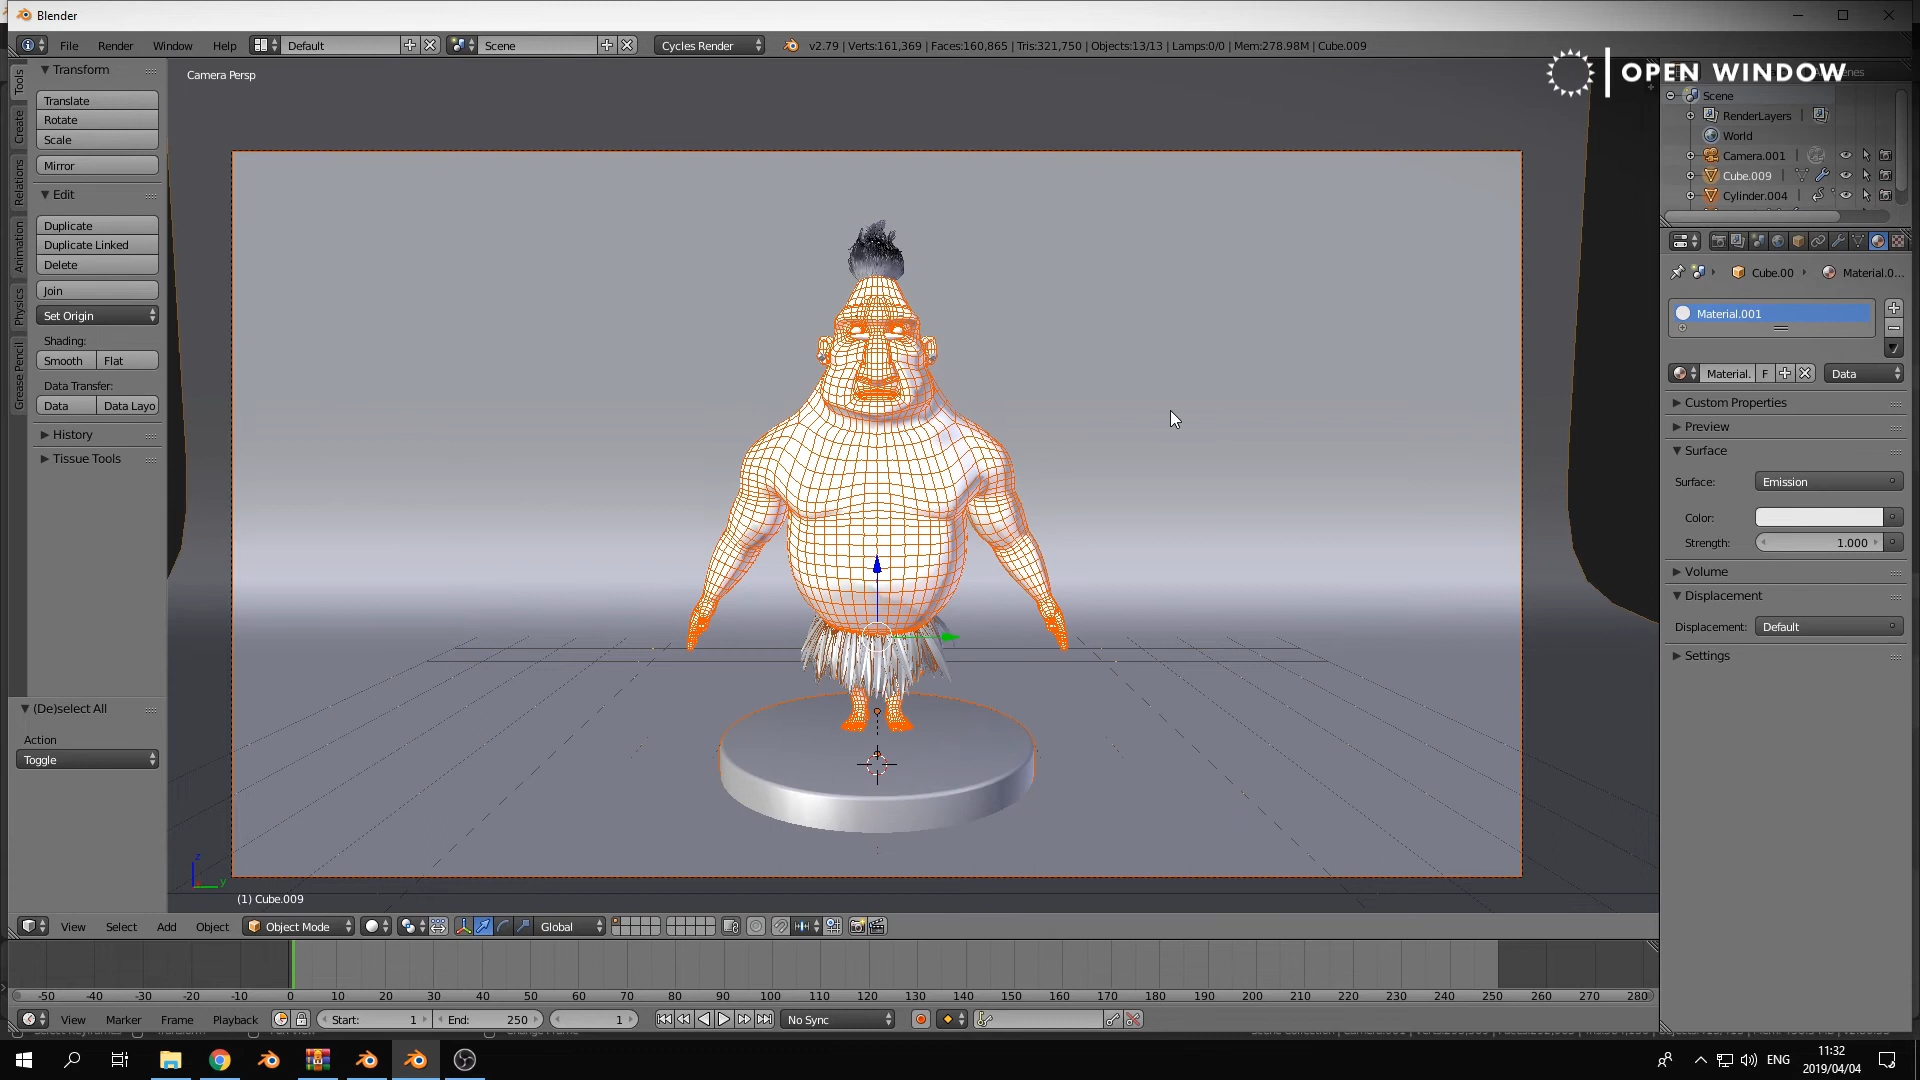 Blender
File Render Window Help Default Scene Cycles Render v2.79 | Verts:161,369 | Faces:160,865 | Tris:321,750 | Objects:13/13 | Lamps:0/0 | Mem:278.98M | Cube.009
OPEN WINDOW
Camera Persp
Tools
Create
Relations
Animation
Physics
Grease Pencil
Transform
Translate
Rotate
Scale
Mirror
Edit
Duplicate
Duplicate Linked
Delete
Join
Set Origin
Shading:
Smooth Flat
Data Transfer:
Data Data Layo
History
Tissue Tools
(De)select All
Action
Toggle
z
y
(1) Cube.009
Scene
RenderLayers
World
Camera.001
Cube.009
Cylinder.004
Cube.00 Material.0...
Material.001
Material. F Data
Custom Properties
Preview
Surface
Surface: Emission
Color:
Strength: 1.000
Volume
Displacement
Displacement: Default
Settings
View Select Add Object Object Mode Global
-50 -40 -30 -20 -10 0 10 20 30 40 50 60 70 80 90 100 110 120 130 140 150 160 170 180 190 200 210 220 230 240 250 260 270 280
View Marker Frame Playback Start: 1 End: 250 1 No Sync
ENG
11:32
2019/04/04